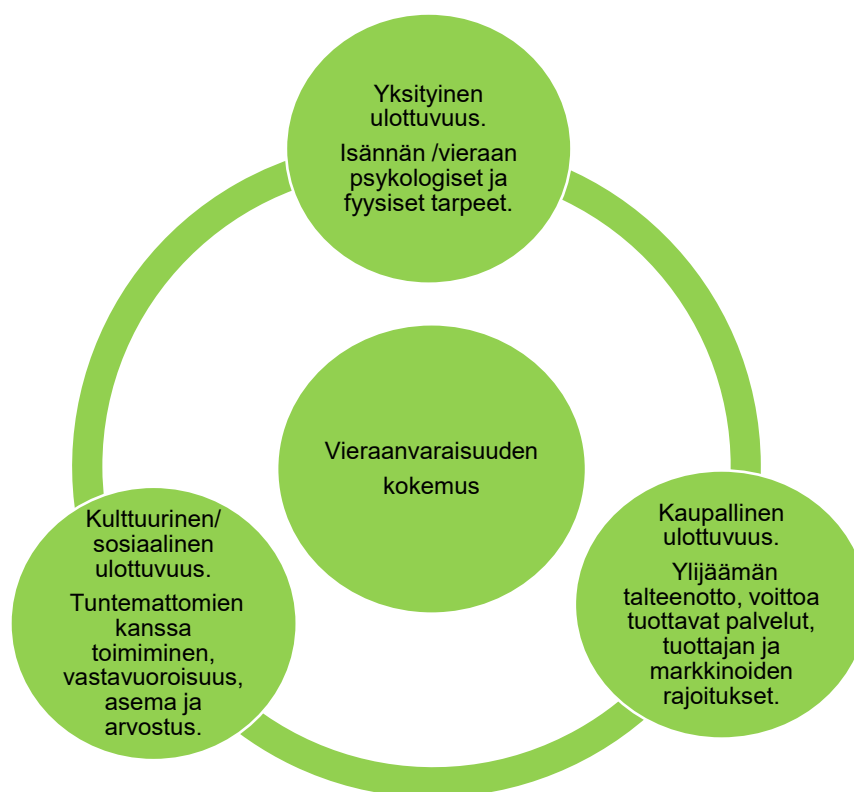 Yksityinen
ulottuvuus.
Isännän /vieraan
psykologiset ja
fyysiset tarpeet.
Vieraanvaraisuuden
kokemus
Kulttuurinen/
sosiaalinen
ulottuvuus.
Tuntemattomien
kanssa
toimiminen,
vastavuoroisuus,
asema ja
arvostus.
Kaupallinen
ulottuvuus.
Ylijäämän
talteenotto, voittoa
tuottavat palvelut,
tuottajan ja
markkinoiden
rajoitukset.